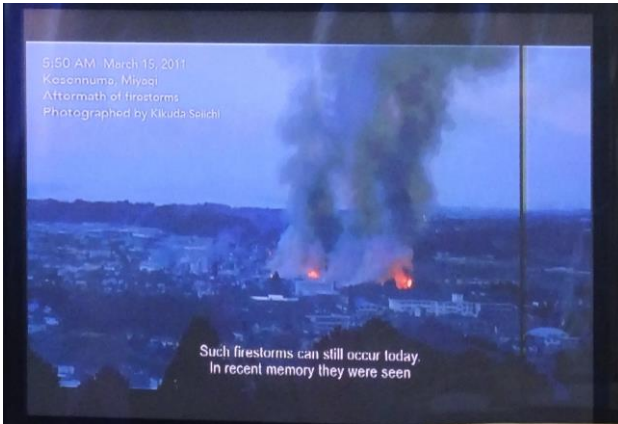 5:50 AM March 15, 2011
Kesennuma, Miyagi
Aftermath of firestorms
Photographed by Kikuda Seiichi
Such firestorms can still occur today.
In recent memory they were seen